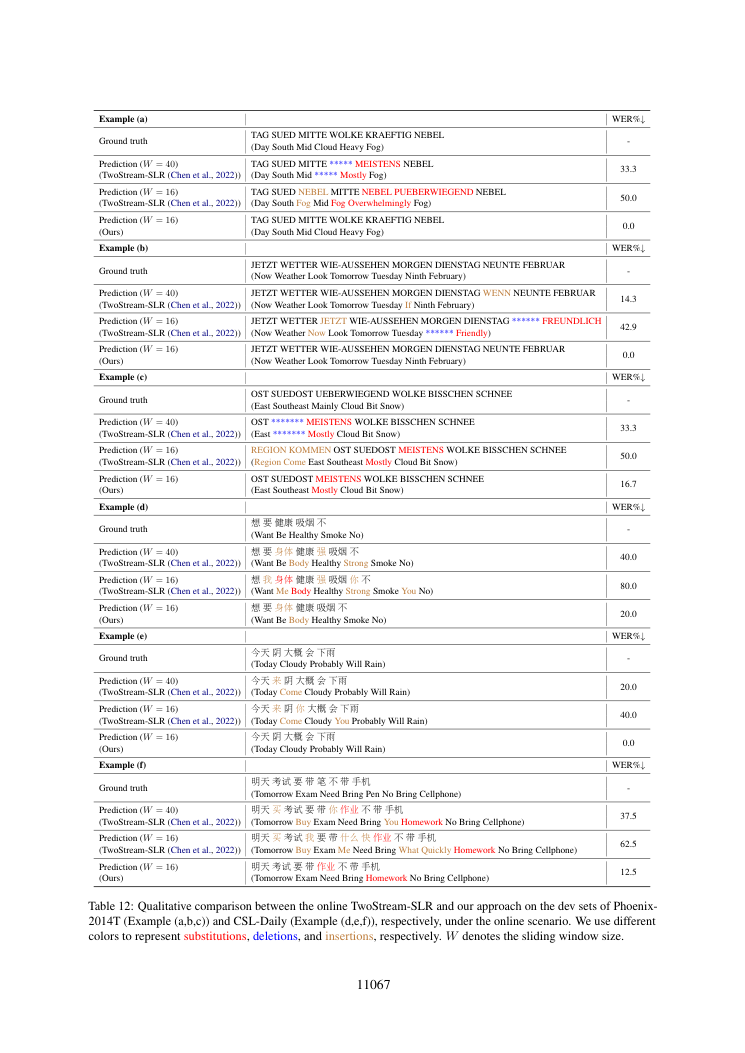 Example (a) WER%↓
Ground truth
TAG SUED MITTE WOLKE KRAEFTIG NEBEL
(Day South Mid Cloud Heavy Fog)
-
Prediction (W = 40)
(TwoStream-SLR (Chen et al., 2022))
TAG SUED MITTE ***** MEISTENS NEBEL
(Day South Mid ***** Mostly Fog)
33.3
Prediction (W = 16)
(TwoStream-SLR (Chen et al., 2022))
TAG SUED NEBEL MITTE NEBEL PUEBERWIEGEND NEBEL
(Day South Fog Mid Fog Overwhelmingly Fog)
50.0
Prediction (W = 16)
(Ours)
TAG SUED MITTE WOLKE KRAEFTIG NEBEL
(Day South Mid Cloud Heavy Fog)
0.0
Example (b) WER%↓
Ground truth
JETZT WETTER WIE-AUSSEHEN MORGEN DIENSTAG NEUNTE FEBRUAR
(Now Weather Look Tomorrow Tuesday Ninth February)
-
Prediction (W = 40)
(TwoStream-SLR (Chen et al., 2022))
JETZT WETTER WIE-AUSSEHEN MORGEN DIENSTAG WENN NEUNTE FEBRUAR
(Now Weather Look Tomorrow Tuesday If Ninth February)
14.3
Prediction (W = 16)
(TwoStream-SLR (Chen et al., 2022))
JETZT WETTER JETZT WIE-AUSSEHEN MORGEN DIENSTAG ****** FREUNDLICH
(Now Weather Now Look Tomorrow Tuesday ****** Friendly)
42.9
Prediction (W = 16)
(Ours)
JETZT WETTER WIE-AUSSEHEN MORGEN DIENSTAG NEUNTE FEBRUAR
(Now Weather Look Tomorrow Tuesday Ninth February)
0.0
Example (c) WER%↓
Ground truth
OST SUEDOST UEBERWIEGEND WOLKE BISSCHEN SCHNEE
(East Southeast Mainly Cloud Bit Snow)
-
Prediction (W = 40)
(TwoStream-SLR (Chen et al., 2022))
OST ******* MEISTENS WOLKE BISSCHEN SCHNEE
(East ******* Mostly Cloud Bit Snow)
33.3
Prediction (W = 16)
(TwoStream-SLR (Chen et al., 2022))
REGION KOMMEN OST SUEDOST MEISTENS WOLKE BISSCHEN SCHNEE
(Region Come East Southeast Mostly Cloud Bit Snow)
50.0
Prediction (W = 16)
(Ours)
OST SUEDOST MEISTENS WOLKE BISSCHEN SCHNEE
(East Southeast Mostly Cloud Bit Snow)
16.7
Example (d) WER%↓
Ground truth
想 要 健康 吸烟 不
(Want Be Healthy Smoke No)
-
Prediction (W = 40)
(TwoStream-SLR (Chen et al., 2022))
想 要 身体 健康 强 吸烟 不
(Want Be Body Healthy Strong Smoke No)
40.0
Prediction (W = 16)
(TwoStream-SLR (Chen et al., 2022))
想 我 身体 健康 强 吸烟 你 不
(Want Me Body Healthy Strong Smoke You No)
80.0
Prediction (W = 16)
(Ours)
想 要 身体 健康 吸烟 不
(Want Be Body Healthy Smoke No)
20.0
Example (e) WER%↓
Ground truth
今天 阴 大概 会 下雨
(Today Cloudy Probably Will Rain)
-
Prediction (W = 40)
(TwoStream-SLR (Chen et al., 2022))
今天 来 阴 大概 会 下雨
(Today Come Cloudy Probably Will Rain)
20.0
Prediction (W = 16)
(TwoStream-SLR (Chen et al., 2022))
今天 来 阴 你 大概 会 下雨
(Today Come Cloudy You Probably Will Rain)
40.0
Prediction (W = 16)
(Ours)
今天 阴 大概 会 下雨
(Today Cloudy Probably Will Rain)
0.0
Example (f) WER%↓
Ground truth
明天 考试 要 带 笔 不 带 手机
(Tomorrow Exam Need Bring Pen No Bring Cellphone)
-
Prediction (W = 40)
(TwoStream-SLR (Chen et al., 2022))
明天 买 考试 要 带 你 作业 不 带 手机
(Tomorrow Buy Exam Need Bring You Homework No Bring Cellphone)
37.5
Prediction (W = 16)
(TwoStream-SLR (Chen et al., 2022))
明天 买 考试 我 要 带 什么 快 作业 不 带 手机
(Tomorrow Buy Exam Me Need Bring What Quickly Homework No Bring Cellphone)
62.5
Prediction (W = 16)
(Ours)
明天 考试 要 带 作业 不 带 手机
(Tomorrow Exam Need Bring Homework No Bring Cellphone)
12.5
Table 12: Qualitative comparison between the online TwoStream-SLR and our approach on the dev sets of Phoenix-
2014T (Example (a,b,c)) and CSL-Daily (Example (d,e,f)), respectively, under the online scenario. We use different
colors to represent substitutions, deletions, and insertions, respectively. W denotes the sliding window size.
11067